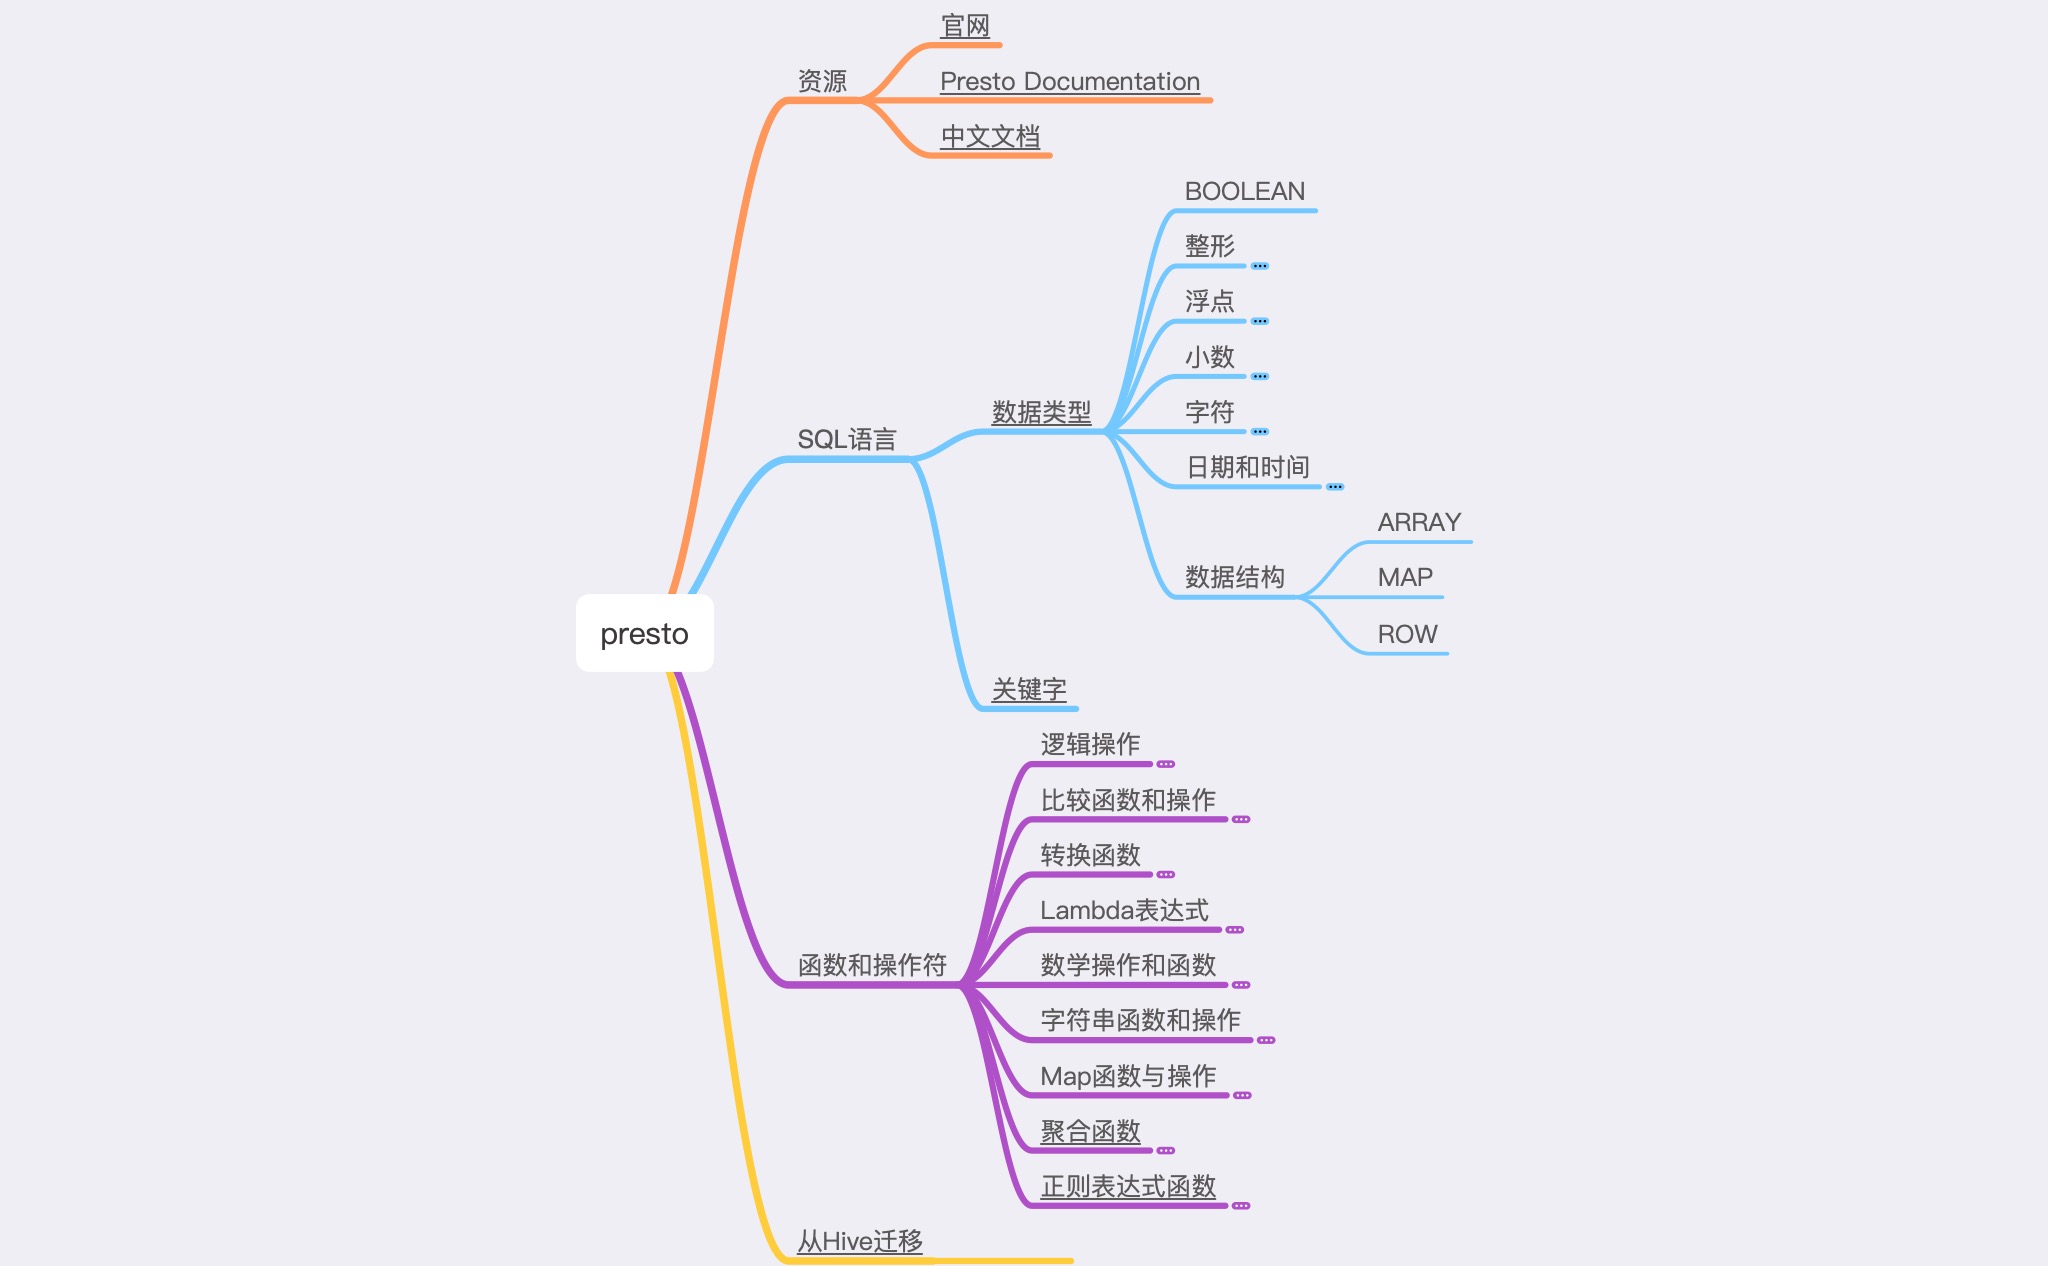 官网
资源
Presto Documentation
中文文档
BOOLEAN
整形
浮点
小数
数据类型
字符
SQL语言
日期和时间
ARRAY
数据结构
MAP
ROW
presto
关键字
逻辑操作
比较函数和操作
转换函数
Lambda表达式
函数和操作符
数学操作和函数
字符串函数和操作
Map函数与操作
聚合函数
正则表达式函数
从Hive迁移